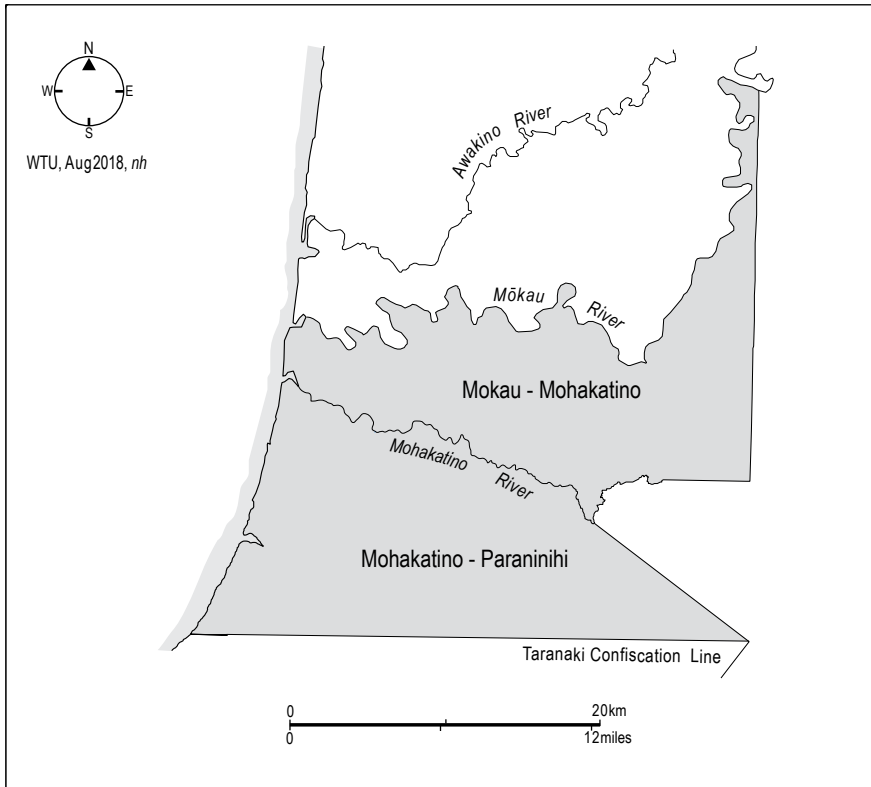 N
W E
S
WTU, Aug2018, nh
Awakino River
Mōkau River
Mokau - Mohakatino
Mohakatino River
Mohakatino - Paraninihi
Taranaki Confiscation Line
0 20km
0 12miles